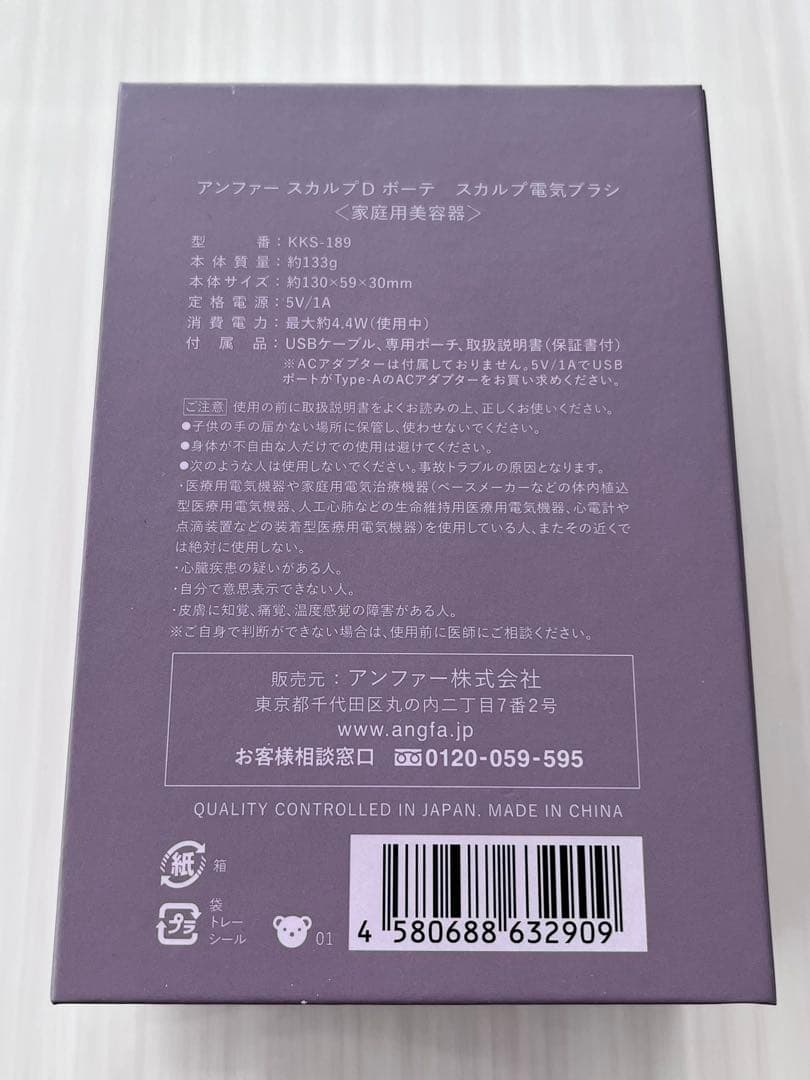 アンファー スカルプD ボーテ　スカルプ電気ブラシ
〈家庭用美容器〉
型番：KKS-189
本体質量：約133g
本体サイズ：約130×59×30mm
定格電源：5V/1A
消費電力：最大約4.4W（使用中）
付属品：USBケーブル、専用ポーチ、取扱説明書（保証書付）
※ACアダプターは付属しておりません。5V/1AでUSB
ポートがType-AのACアダプターをお買い求めください。
ご注意 使用の前に取扱説明書をよくお読みの上、正しくお使いください。
●子供の手の届かない場所に保管し、使わせないでください。
●身体が不自由な人だけでの使用は避けてください。
●次のような人は使用しないでください。事故トラブルの原因となります。
・医療用電気機器や家庭用電気治療機器（ペースメーカーなどの体内植込
型医療用電気機器、人工心肺などの生命維持用医療用電気機器、心電計や
点滴装置などの装着型医療用電気機器）を使用している人、またその近くで
は絶対に使用しない。
・心臓疾患の疑いがある人。
・自分で意思表示できない人。
・皮膚に知覚、痛覚、温度感覚の障害がある人。
※ご自身で判断ができない場合は、使用前に医師にご相談ください。
販売元：アンファー株式会社
東京都千代田区丸の内二丁目7番2号
www.angfa.jp
お客様相談窓口 0120-059-595
QUALITY CONTROLLED IN JAPAN. MADE IN CHINA
紙 箱
プラ 袋
トレー
シール
01
4 580688 632909